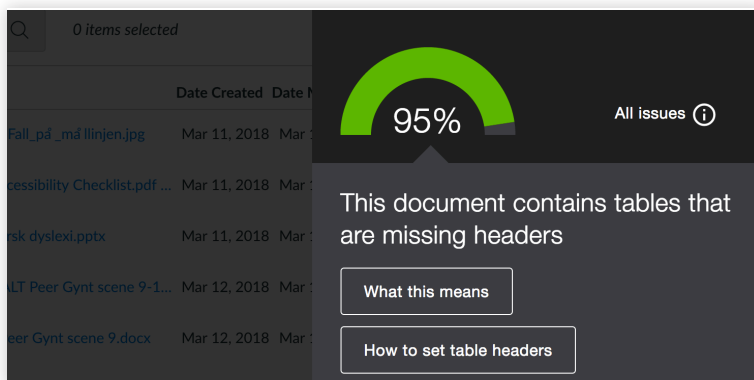 0 items selected
Date Created Date
Fall_på_må llinjen.jpg Mar 11, 2018 Mar
cessibility Checklist.pdf ... Mar 11, 2018 Mar
rsk dyslexi.pptx Mar 11, 2018 Mar
ALT Peer Gynt scene 9-1... Mar 12, 2018 Mar
eer Gynt scene 9.docx Mar 12, 2018 Mar
95%
All issues
This document contains tables that
are missing headers
What this means
How to set table headers